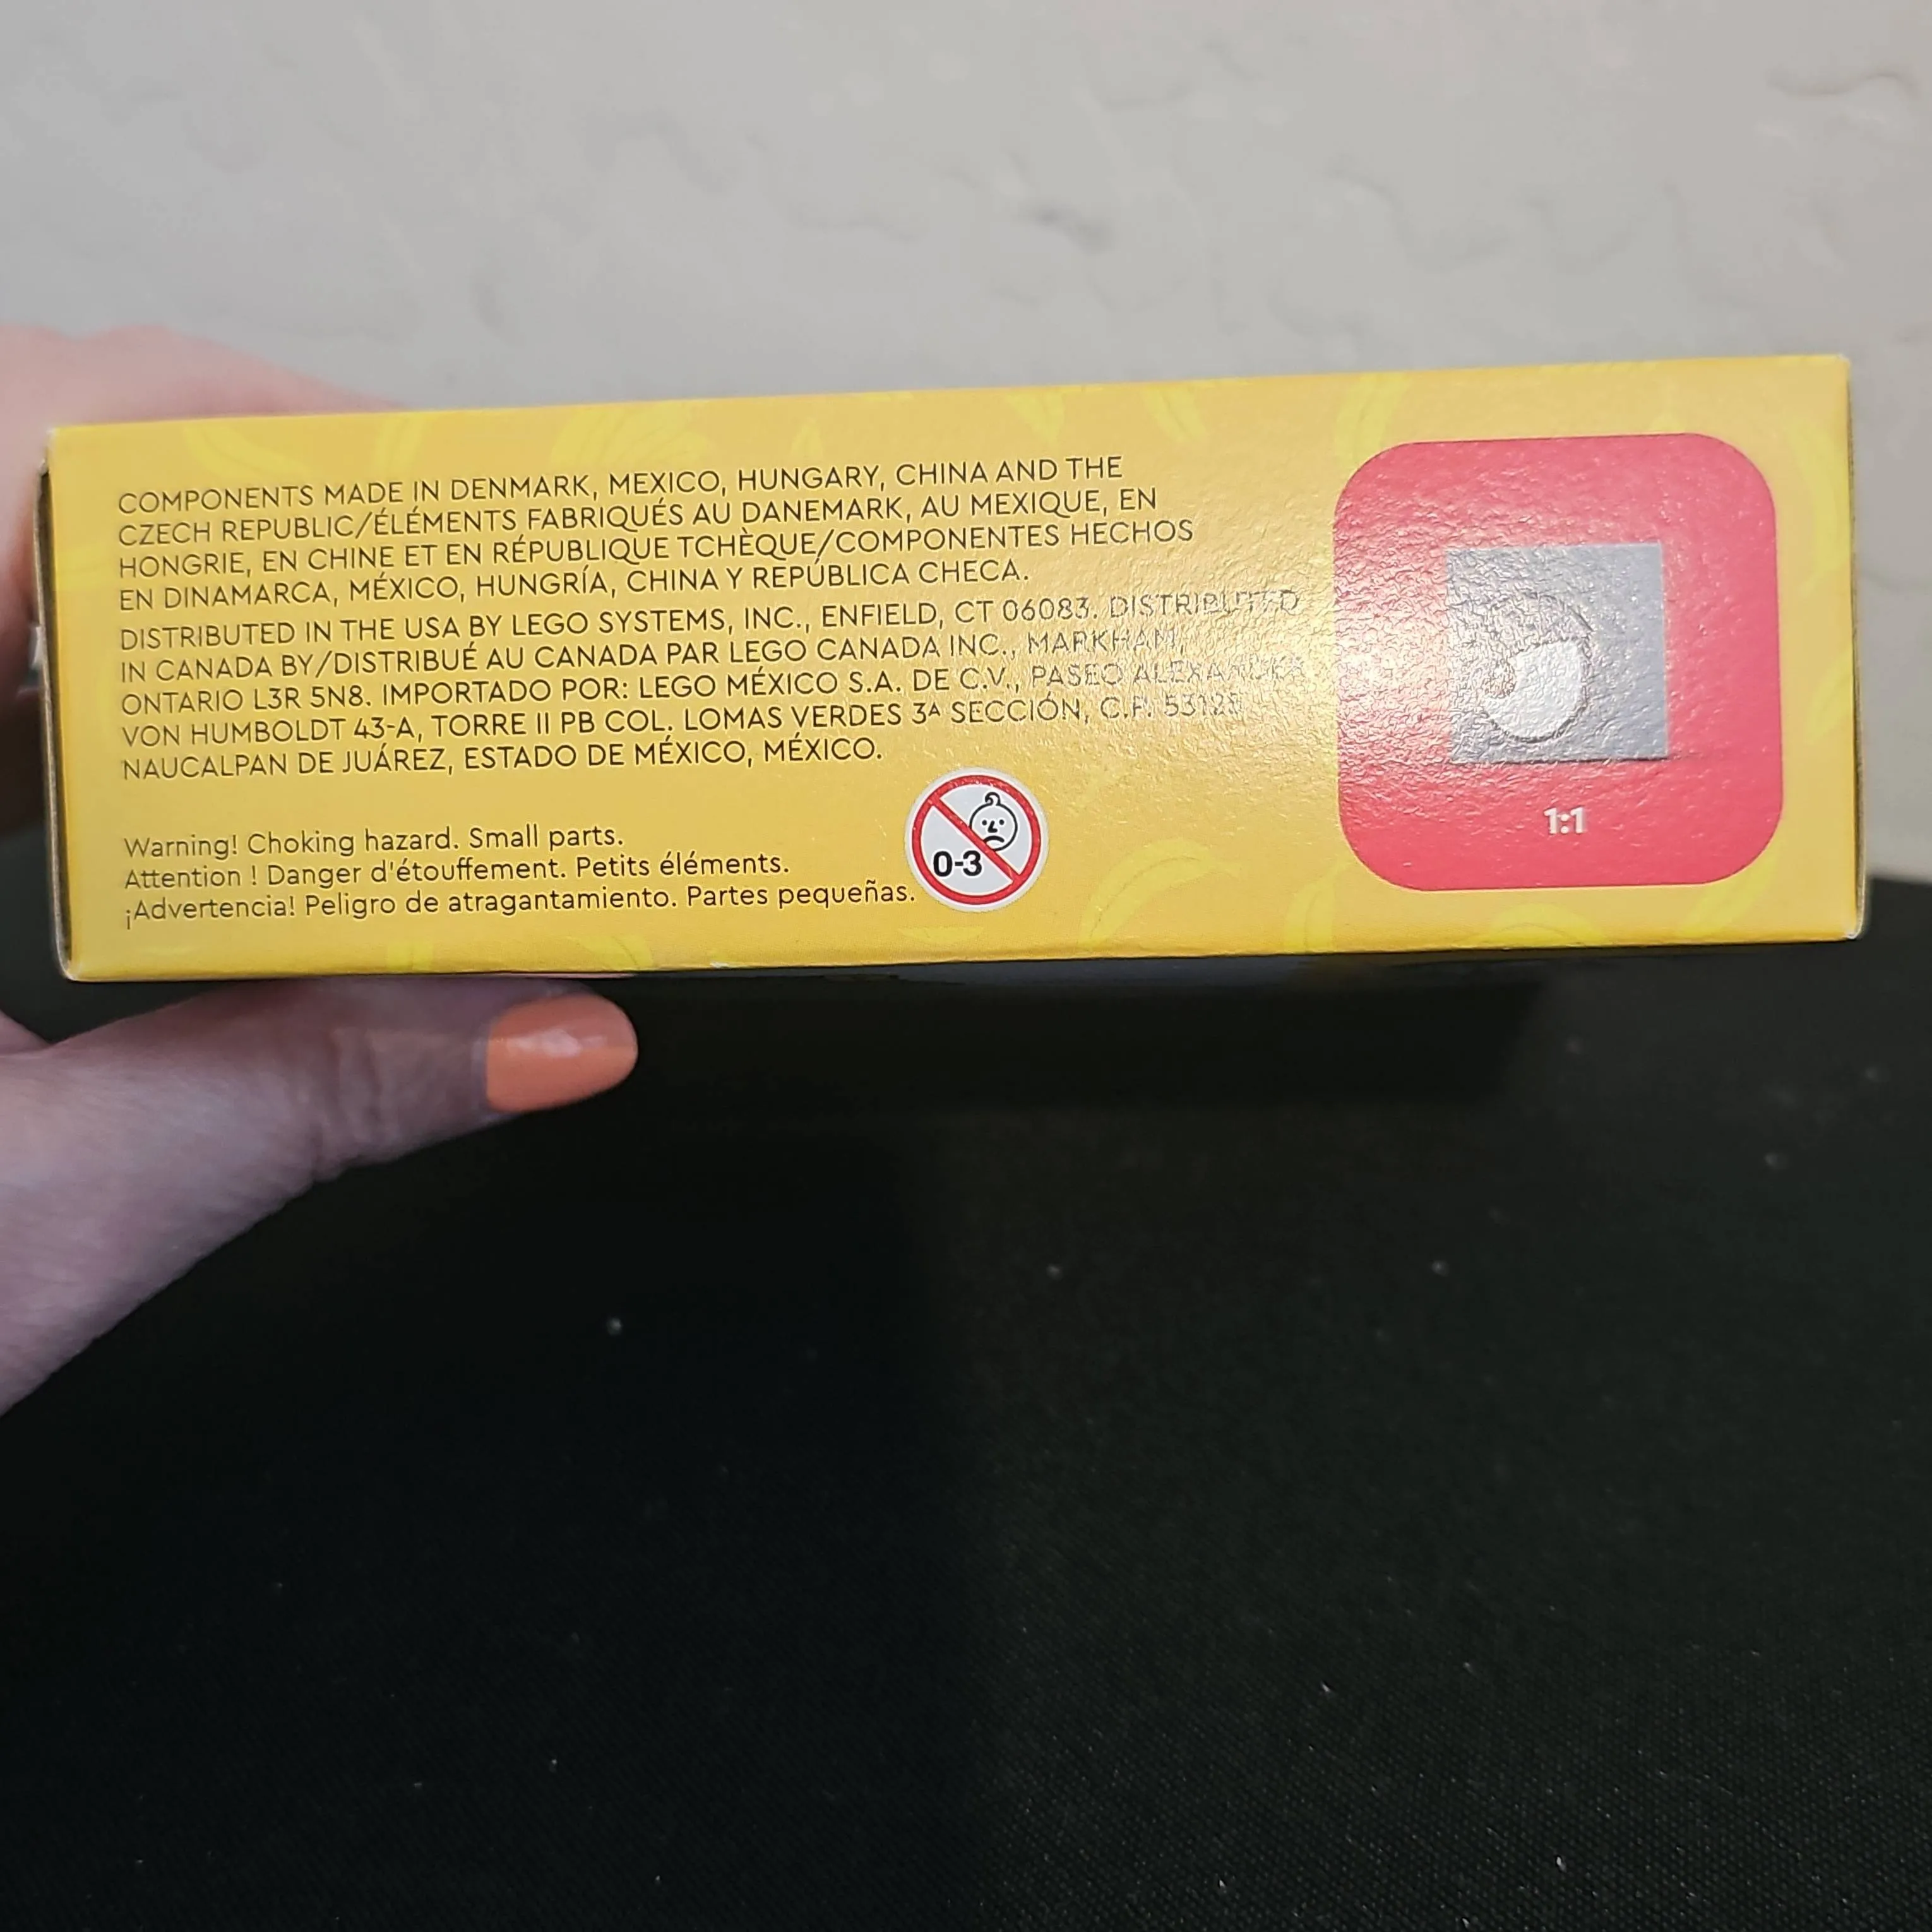 COMPONENTS MADE IN DENMARK, MEXICO, HUNGARY, CHINA AND THE
CZECH REPUBLIC/ÉLÉMENTS FABRIQUÉS AU DANEMARK, AU MEXIQUE, EN
HONGRIE, EN CHINE ET EN RÉPUBLIQUE TCHÈQUE/COMPONENTES HECHOS
EN DINAMARCA, MÉXICO, HUNGRÍA, CHINA Y REPÚBLICA CHECA.
DISTRIBUTED IN THE USA BY LEGO SYSTEMS, INC., ENFIELD, CT 06083. DISTRIBUTED
IN CANADA BY/DISTRIBUÉ AU CANADA PAR LEGO CANADA INC., MARKHAM,
ONTARIO L3R 5N8. IMPORTADO POR: LEGO MÉXICO S.A. DE C.V., PASEO ALEXANDER
VON HUMBOLDT 43-A, TORRE II PB COL. LOMAS VERDES 3ᴬ SECCIÓN, C.P.
NAUCALPAN DE JUÁREZ, ESTADO DE MÉXICO, MÉXICO.
Warning! Choking hazard. Small parts.
Attention ! Danger d'étouffement. Petits éléments.
¡Advertencia! Peligro de atragantamiento. Partes pequeñas.
0-3
1:1